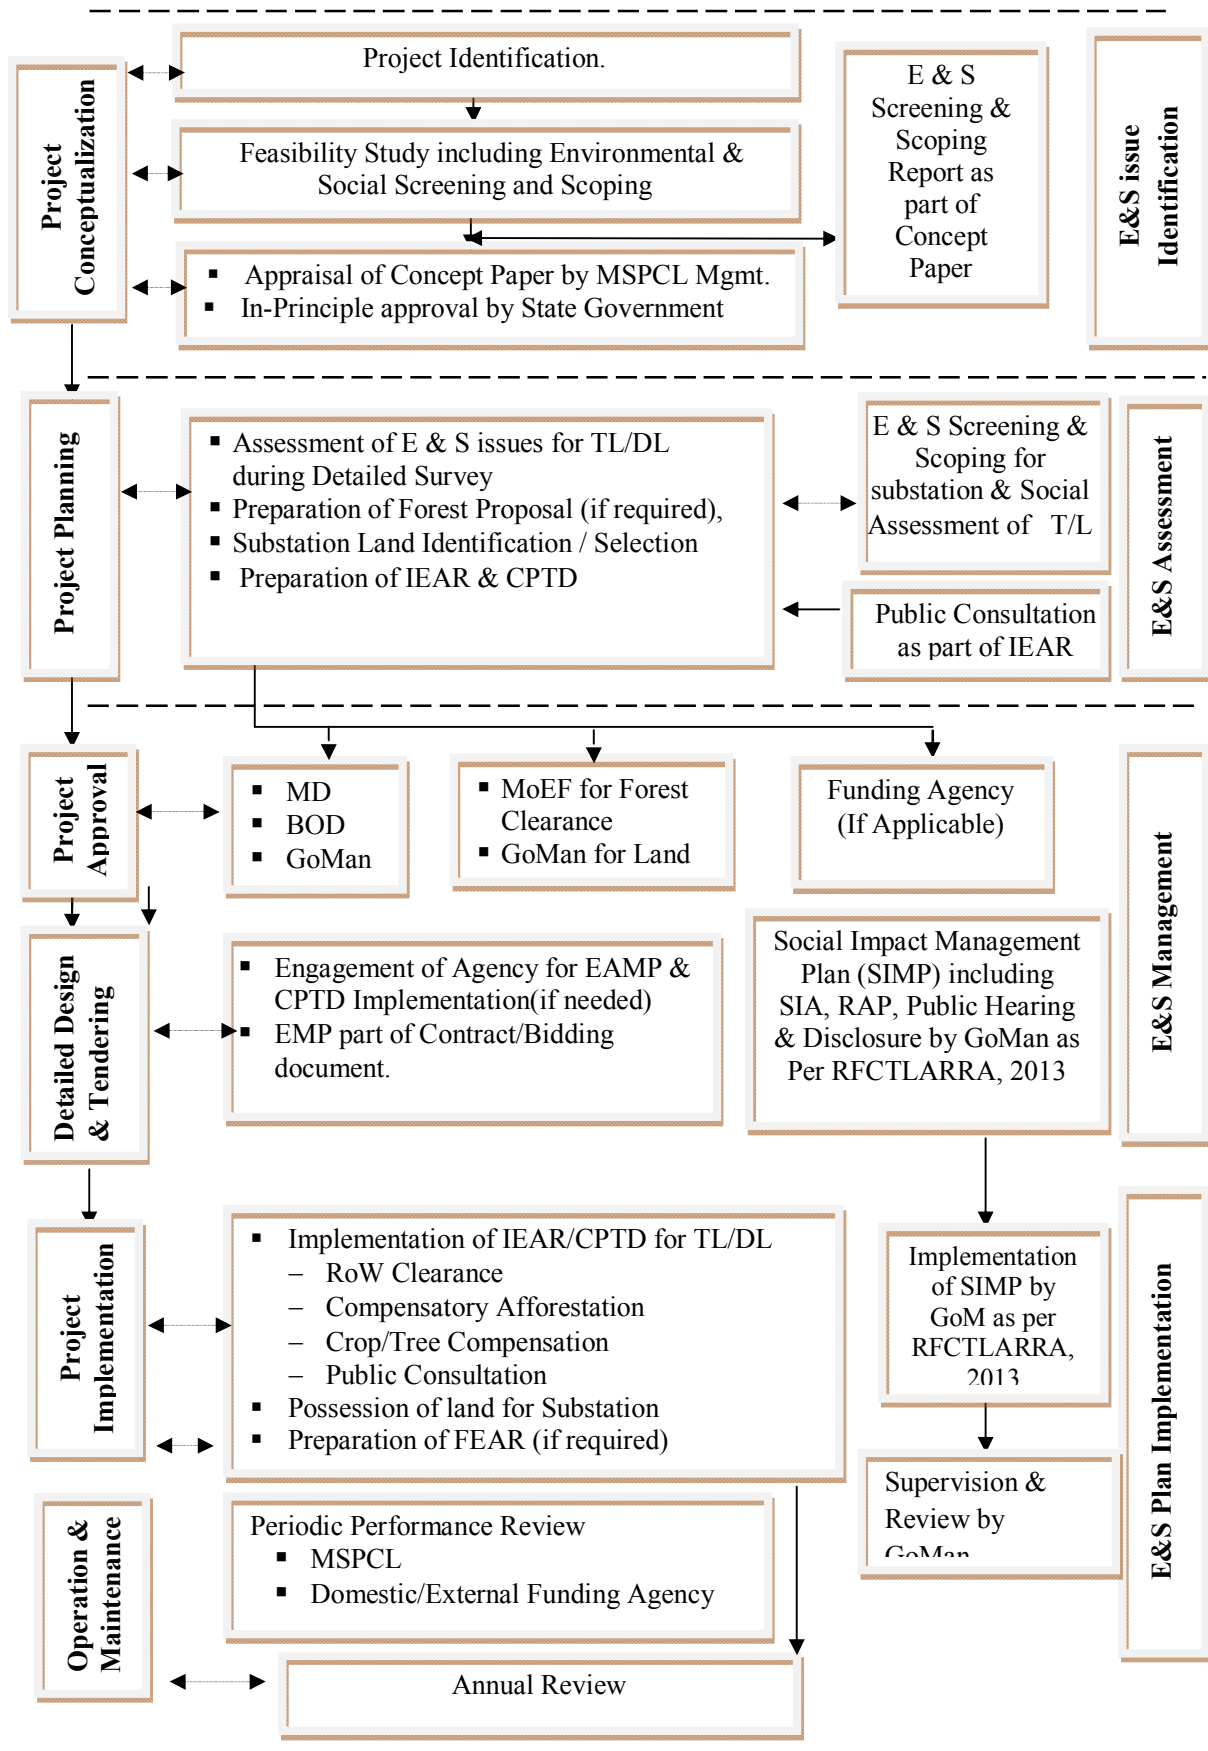 Project
Conceptualization
Project Identification.
Feasibility Study including Environmental &
Social Screening and Scoping
▪ Appraisal of Concept Paper by MSPCL Mgmt.
▪ In-Principle approval by State Government
E & S
Screening &
Scoping
Report as
part of
Concept
Paper
E&S issue
Identification
Project Planning
▪ Assessment of E & S issues for TL/DL
during Detailed Survey
▪ Preparation of Forest Proposal (if required),
▪ Substation Land Identification / Selection
▪ Preparation of IEAR & CPTD
E & S Screening &
Scoping for
substation & Social
Assessment of T/L
Public Consultation
as part of IEAR
E&S Assessment
Project
Approval
▪ MD
▪ BOD
▪ GoMan
▪ MoEF for Forest
Clearance
▪ GoMan for Land
Funding Agency
(If Applicable)
E&S Management
Detailed Design
& Tendering
▪ Engagement of Agency for EAMP &
CPTD Implementation(if needed)
▪ EMP part of Contract/Bidding
document.
Social Impact Management
Plan (SIMP) including
SIA, RAP, Public Hearing
& Disclosure by GoMan as
Per RFCTLARRA, 2013
Project
Implementation
▪ Implementation of IEAR/CPTD for TL/DL
– RoW Clearance
– Compensatory Afforestation
– Crop/Tree Compensation
– Public Consultation
▪ Possession of land for Substation
▪ Preparation of FEAR (if required)
Implementation
of SIMP by
GoM as per
RFCTLARRA,
2013
E&S Plan Implementation
Supervision &
Review by
GoMan
Operation &
Maintenance
Periodic Performance Review
▪ MSPCL
▪ Domestic/External Funding Agency
Annual Review